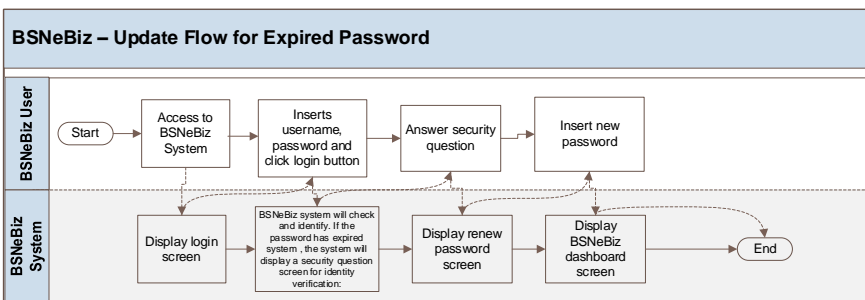 BSNeBiz – Update Flow for Expired Password
BSNeBiz User
Start
Access to
BSNeBiz
System
Inserts
username,
password and
click login button
Answer security
question
Insert new
password
BSNeBiz
System
Display login
screen
BSNeBiz system will check
and identify. If the
password has expired
system , the system will
display a security question
screen for identity
verification:
Display renew
password
screen
Display
BSNeBiz
dashboard
screen
End